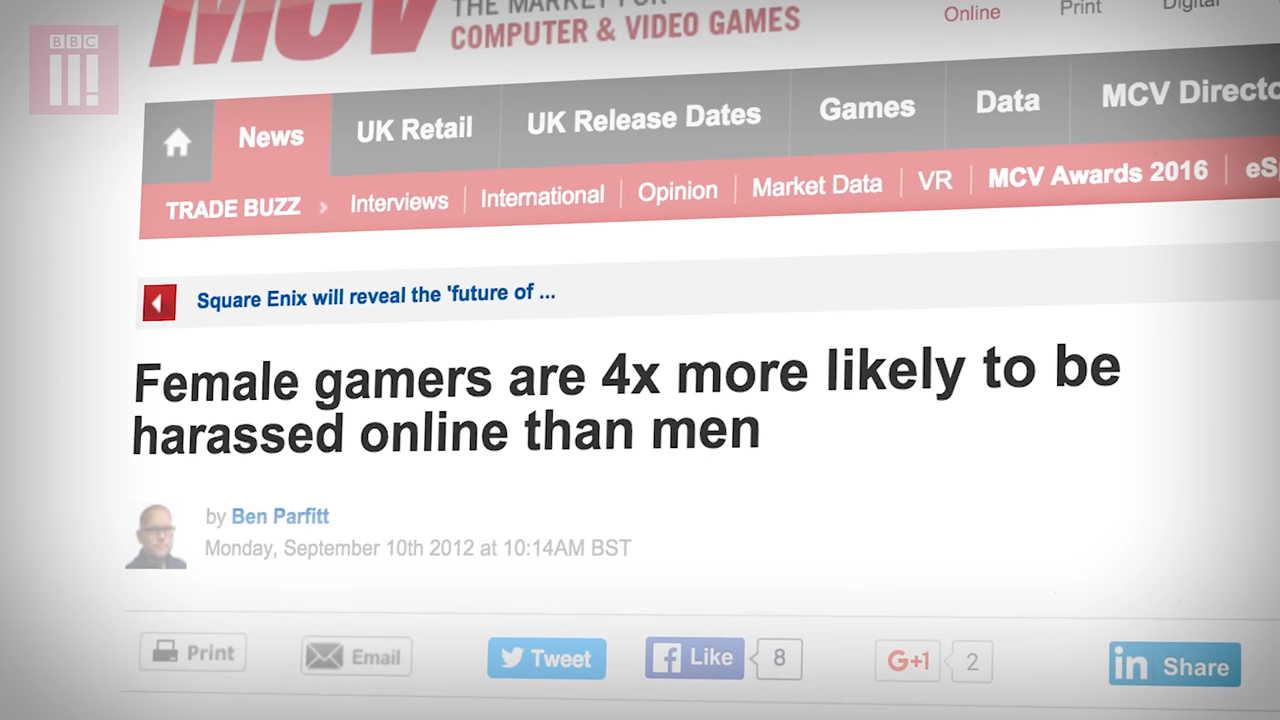 BBC
MCV
THE MARKET FOR
COMPUTER & VIDEO GAMES
Online
Print
Digital
News
UK Retail
UK Release Dates
Games
Data
MCV Directo
TRADE BUZZ
Interviews
International
Opinion
Market Data
VR
MCV Awards 2016
eSp
Square Enix will reveal the 'future of ...
Female gamers are 4x more likely to be
harassed online than men
by Ben Parfitt
Monday, September 10th 2012 at 10:14AM BST
Print
Email
Tweet
Like
8
G+1
2
in Share